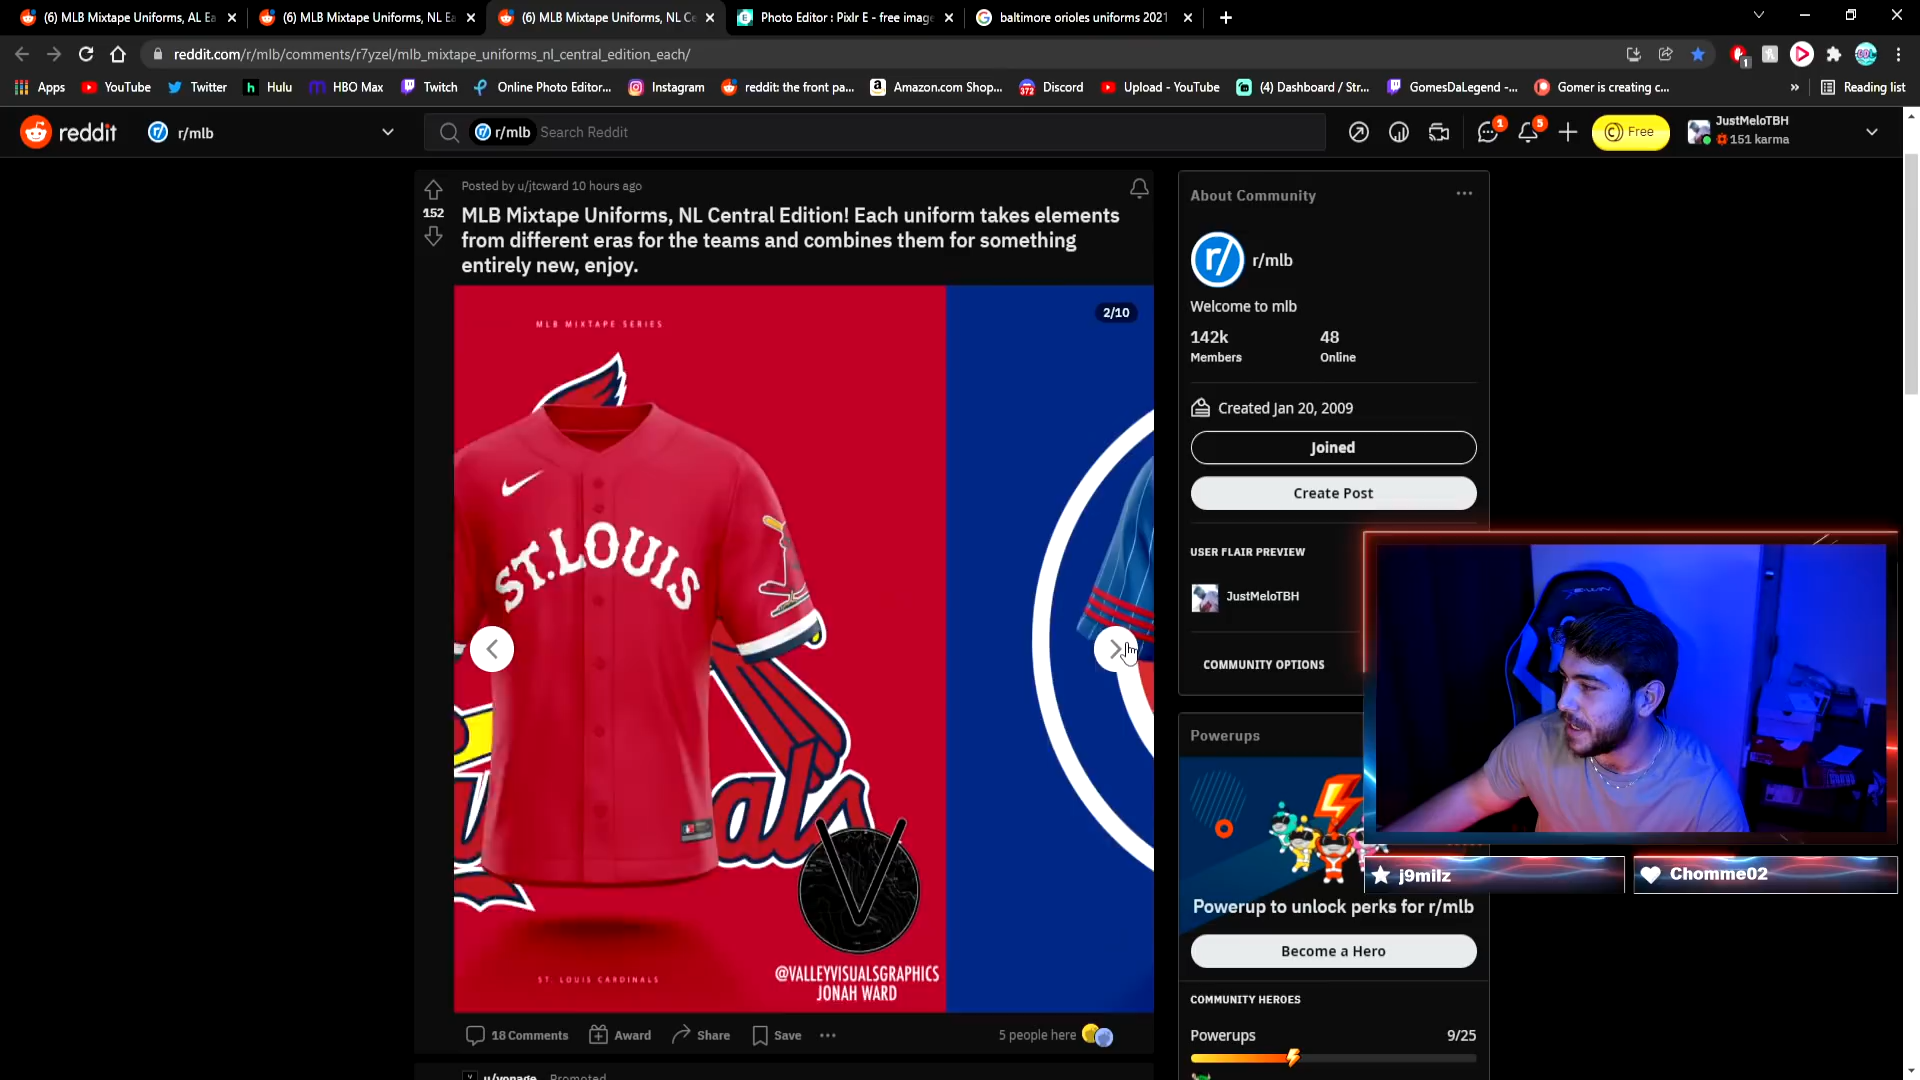 (6) MLB Mixtape Uniforms, AL Ea
(6) MLB Mixtape Uniforms, NL Ea
(6) MLB Mixtape Uniforms, NL Ce
Photo Editor : Pixlr E - free image
baltimore orioles uniforms 2021
reddit.com/r/mlb/comments/r7yzel/mlb_mixtape_uniforms_nl_central_edition_each/
1
GOL
Apps
YouTube
Twitter
Hulu
HBO Max
Twitch
Online Photo Editor...
Instagram
reddit: the front pa...
Amazon.com Shop...
372
Discord
Upload - YouTube
(4) Dashboard / Str...
GomesDaLegend -...
Gomer is creating c...
»
Reading list
reddit
r/mlb
r/mlb
Search Reddit
1
5
Free
JustMeloTBH
151 karma
Posted by u/jtcward 10 hours ago
152
MLB Mixtape Uniforms, NL Central Edition! Each uniform takes elements
from different eras for the teams and combines them for something
entirely new, enjoy.
MLB MIXTAPE SERIES
2/10
ST.LOUIS
als
@VALLEYVISUALSGRAPHICS
JONAH WARD
ST. LOUIS CARDINALS
18 Comments
Award
Share
Save
5 people here
u/vonage
Promoted
About Community
r/
r/mlb
Welcome to mlb
142k
48
Members
Online
Created Jan 20, 2009
Joined
Create Post
USER FLAIR PREVIEW
JustMeloTBH
COMMUNITY OPTIONS
Powerups
Powerup to unlock perks for r/mlb
Become a Hero
COMMUNITY HEROES
Powerups
9/25
j9milz
Chomme02